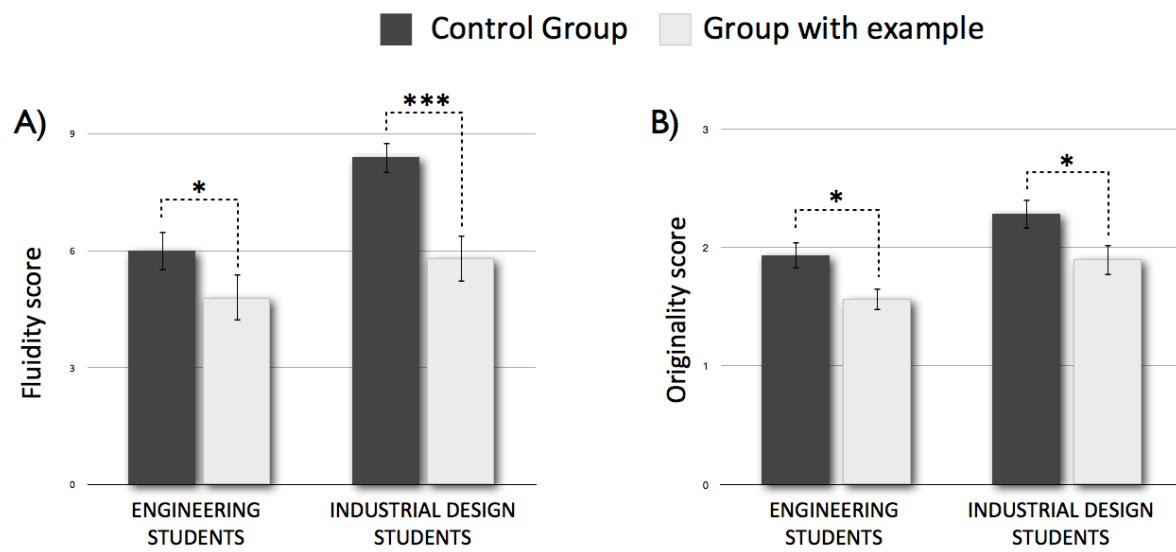 Control Group Group with example
A)
***
*
9
6
3
0
Fluidity score
ENGINEERING STUDENTS
INDUSTRIAL DESIGN STUDENTS
B)
*
*
3
2
1
0
Originality score
ENGINEERING STUDENTS
INDUSTRIAL DESIGN STUDENTS